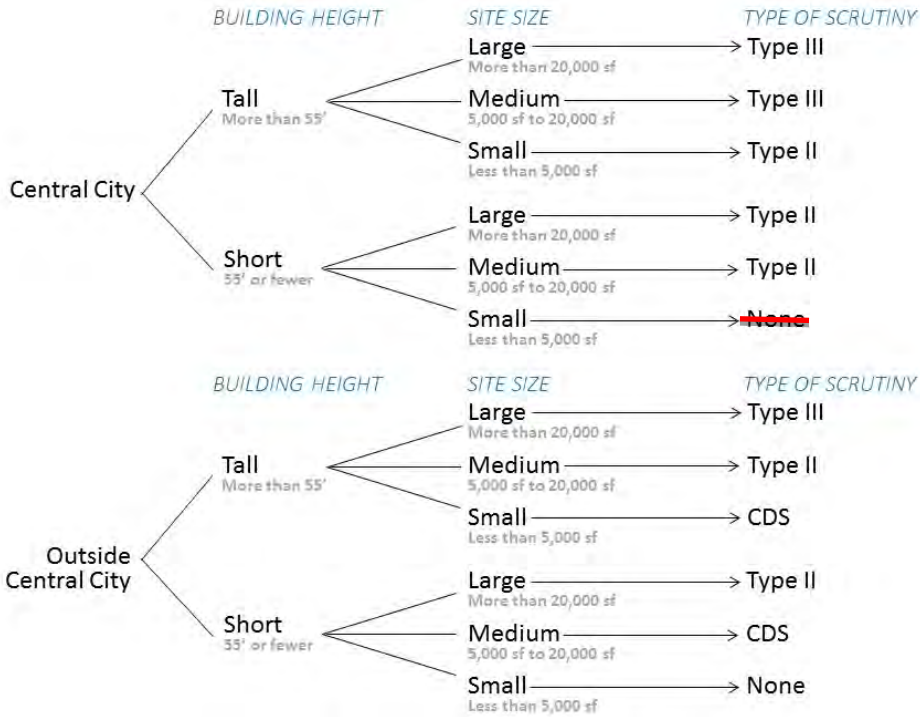 BUILDING HEIGHT SITE SIZE TYPE OF SCRUTINY
Large Type III
More than 20,000 sf
Tall Medium Type III
More than 55' 5,000 sf to 20,000 sf
Small Type II
Less than 5,000 sf
Central City
Large Type II
More than 20,000 sf
Short Medium Type II
55' or fewer 5,000 sf to 20,000 sf
Small None
Less than 5,000 sf
BUILDING HEIGHT SITE SIZE TYPE OF SCRUTINY
Large Type III
More than 20,000 sf
Tall Medium Type II
More than 55' 5,000 sf to 20,000 sf
Small CDS
Less than 5,000 sf
Outside
Central City
Large Type II
More than 20,000 sf
Short Medium CDS
55' or fewer 5,000 sf to 20,000 sf
Small None
Less than 5,000 sf